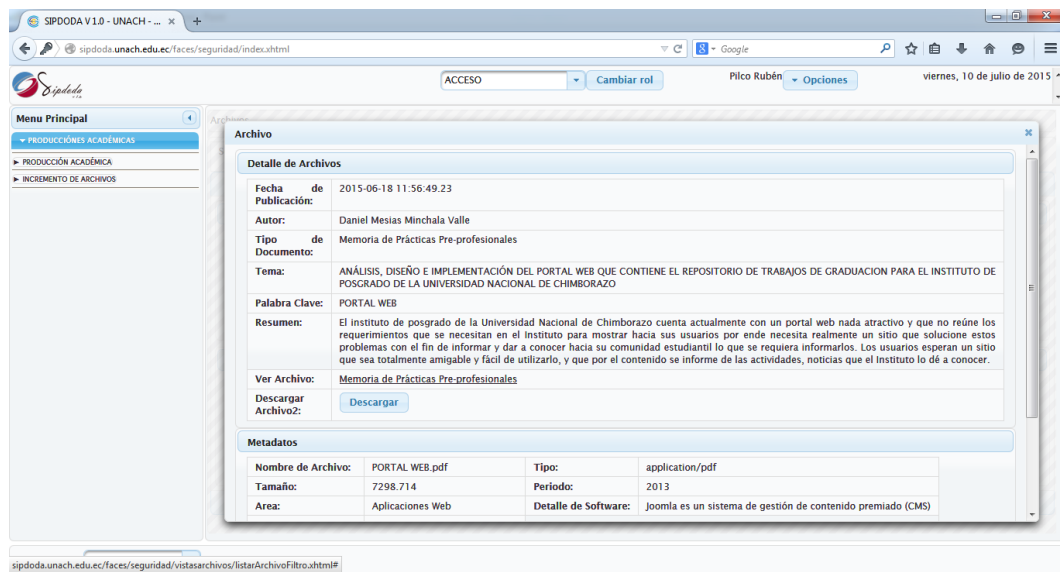 SIPDODA V 1.0 - UNACH - ... × +
sipdoda.unach.edu.ec/faces/seguridad/index.xhtml
Google
Sipdoda
ACCESO
Cambiar rol
Pilco Rubén
Opciones
viernes, 10 de julio de 2015
Menu Principal
PRODUCCIÓNES ACADÉMICAS
PRODUCCIÓN ACADÉMICA
INCREMENTO DE ARCHIVOS
Archivo
Detalle de Archivos
Fecha de Publicación: 2015-06-18 11:56:49.23
Autor: Daniel Mesias Minchala Valle
Tipo de Documento: Memoria de Prácticas Pre-profesionales
Tema: ANÁLISIS, DISEÑO E IMPLEMENTACIÓN DEL PORTAL WEB QUE CONTIENE EL REPOSITORIO DE TRABAJOS DE GRADUACION PARA EL INSTITUTO DE
POSGRADO DE LA UNIVERSIDAD NACIONAL DE CHIMBORAZO
Palabra Clave: PORTAL WEB
Resumen: El instituto de posgrado de la Universidad Nacional de Chimborazo cuenta actualmente con un portal web nada atractivo y que no reúne los
requerimientos que se necesitan en el Instituto para mostrar hacia sus usuarios por ende necesita realmente un sitio que solucione estos
problemas con el fin de informar y dar a conocer hacia su comunidad estudiantil lo que se requiera informarlos. Los usuarios esperan un sitio
que sea totalmente amigable y fácil de utilizarlo, y que por el contenido se informe de las actividades, noticias que el Instituto lo dé a conocer.
Ver Archivo: Memoria de Prácticas Pre-profesionales
Descargar Archivo2: Descargar
Metadatos
Nombre de Archivo: PORTAL WEB.pdf Tipo: application/pdf
Tamaño: 7298.714 Periodo: 2013
Area: Aplicaciones Web Detalle de Software: Joomla es un sistema de gestión de contenido premiado (CMS)
sipdoda.unach.edu.ec/faces/seguridad/vistasarchivos/listarArchivoFiltro.xhtml#